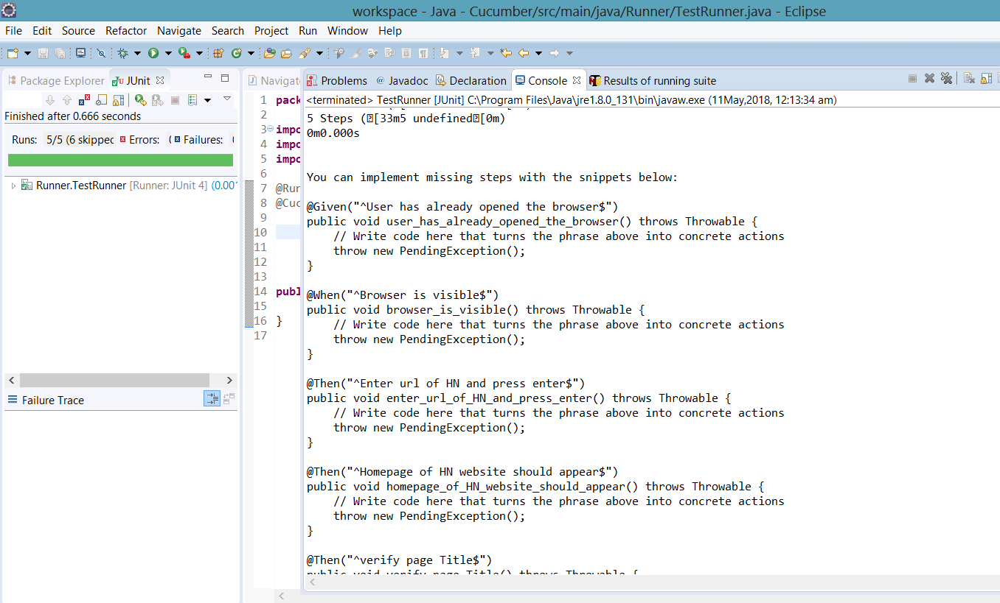 workspace - Java - Cucumber/src/main/java/Runner/TestRunner.java - Eclipse
File Edit Source Refactor Navigate Search Project Run Window Help
Package Explorer JUnit
Finished after 0.666 seconds
Runs: 5/5 (6 skipped Errors: Failures:
Runner.TestRunner [Runner: JUnit 4] (0.00
Failure Trace
Navigat
1 pack
2
3 impo
4 impo
5 impo
6
7 @Run
8 @Cuc
9
10
11
12
13
14 publ
15
16 }
17
Problems @ Javadoc Declaration Console Results of running suite
<terminated> TestRunner [JUnit] C:\Program Files\Java\jre1.8.0_131\bin\javaw.exe (11May,2018, 12:13:34 am)
5 Steps ([33m5 undefined[0m)
0m0.000s
You can implement missing steps with the snippets below:
@Given("^User has already opened the browser$")
public void user_has_already_opened_the_browser() throws Throwable {
// Write code here that turns the phrase above into concrete actions
throw new PendingException();
}
@When("^Browser is visible$")
public void browser_is_visible() throws Throwable {
// Write code here that turns the phrase above into concrete actions
throw new PendingException();
}
@Then("^Enter url of HN and press enter$")
public void enter_url_of_HN_and_press_enter() throws Throwable {
// Write code here that turns the phrase above into concrete actions
throw new PendingException();
}
@Then("^Homepage of HN website should appear$")
public void homepage_of_HN_website_should_appear() throws Throwable {
// Write code here that turns the phrase above into concrete actions
throw new PendingException();
}
@Then("^verify page Title$")
public void verify_page_Title() throws Throwable {